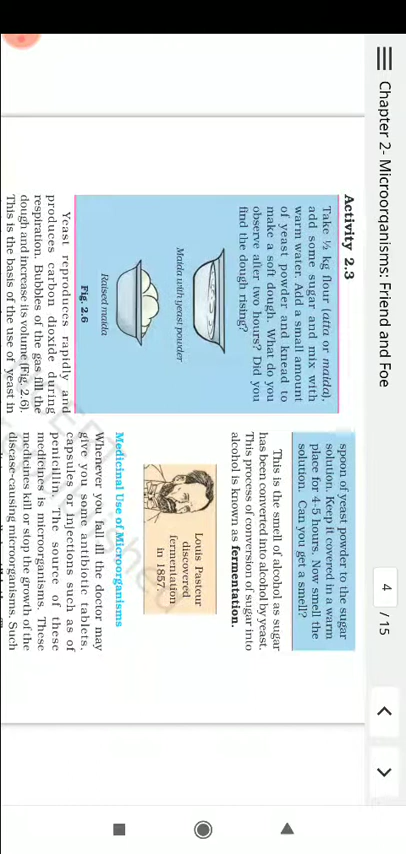 Chapter 2- Microorganisms: Friend and Foe
4 / 15
Activity 2.3
Take ½ kg flour (atta or maida),
add some sugar and mix with
warm water. Add a small amount
of yeast powder and knead to
make a soft dough. What do you
observe after two hours? Did you
find the dough rising?
Maida with yeast powder
Raised maida
Fig. 2.6
Yeast reproduces rapidly and
produces carbon dioxide during
respiration. Bubbles of the gas fill the
dough and increase its volume (Fig. 2.6).
This is the basis of the use of yeast in
spoon of yeast powder to the sugar
solution. Keep it covered in a warm
place for 4-5 hours. Now smell the
solution. Can you get a smell?
This is the smell of alcohol as sugar
has been converted into alcohol by yeast.
This process of conversion of sugar into
alcohol is known as fermentation.
Louis Pasteur
discovered
fermentation
in 1857.
Medicinal Use of Microorganisms
Whenever you fall ill the doctor may
give you some antibiotic tablets,
capsules or injections such as of
penicillin. The source of these
medicines is microorganisms. These
medicines kill or stop the growth of the
disease-causing microorganisms. Such